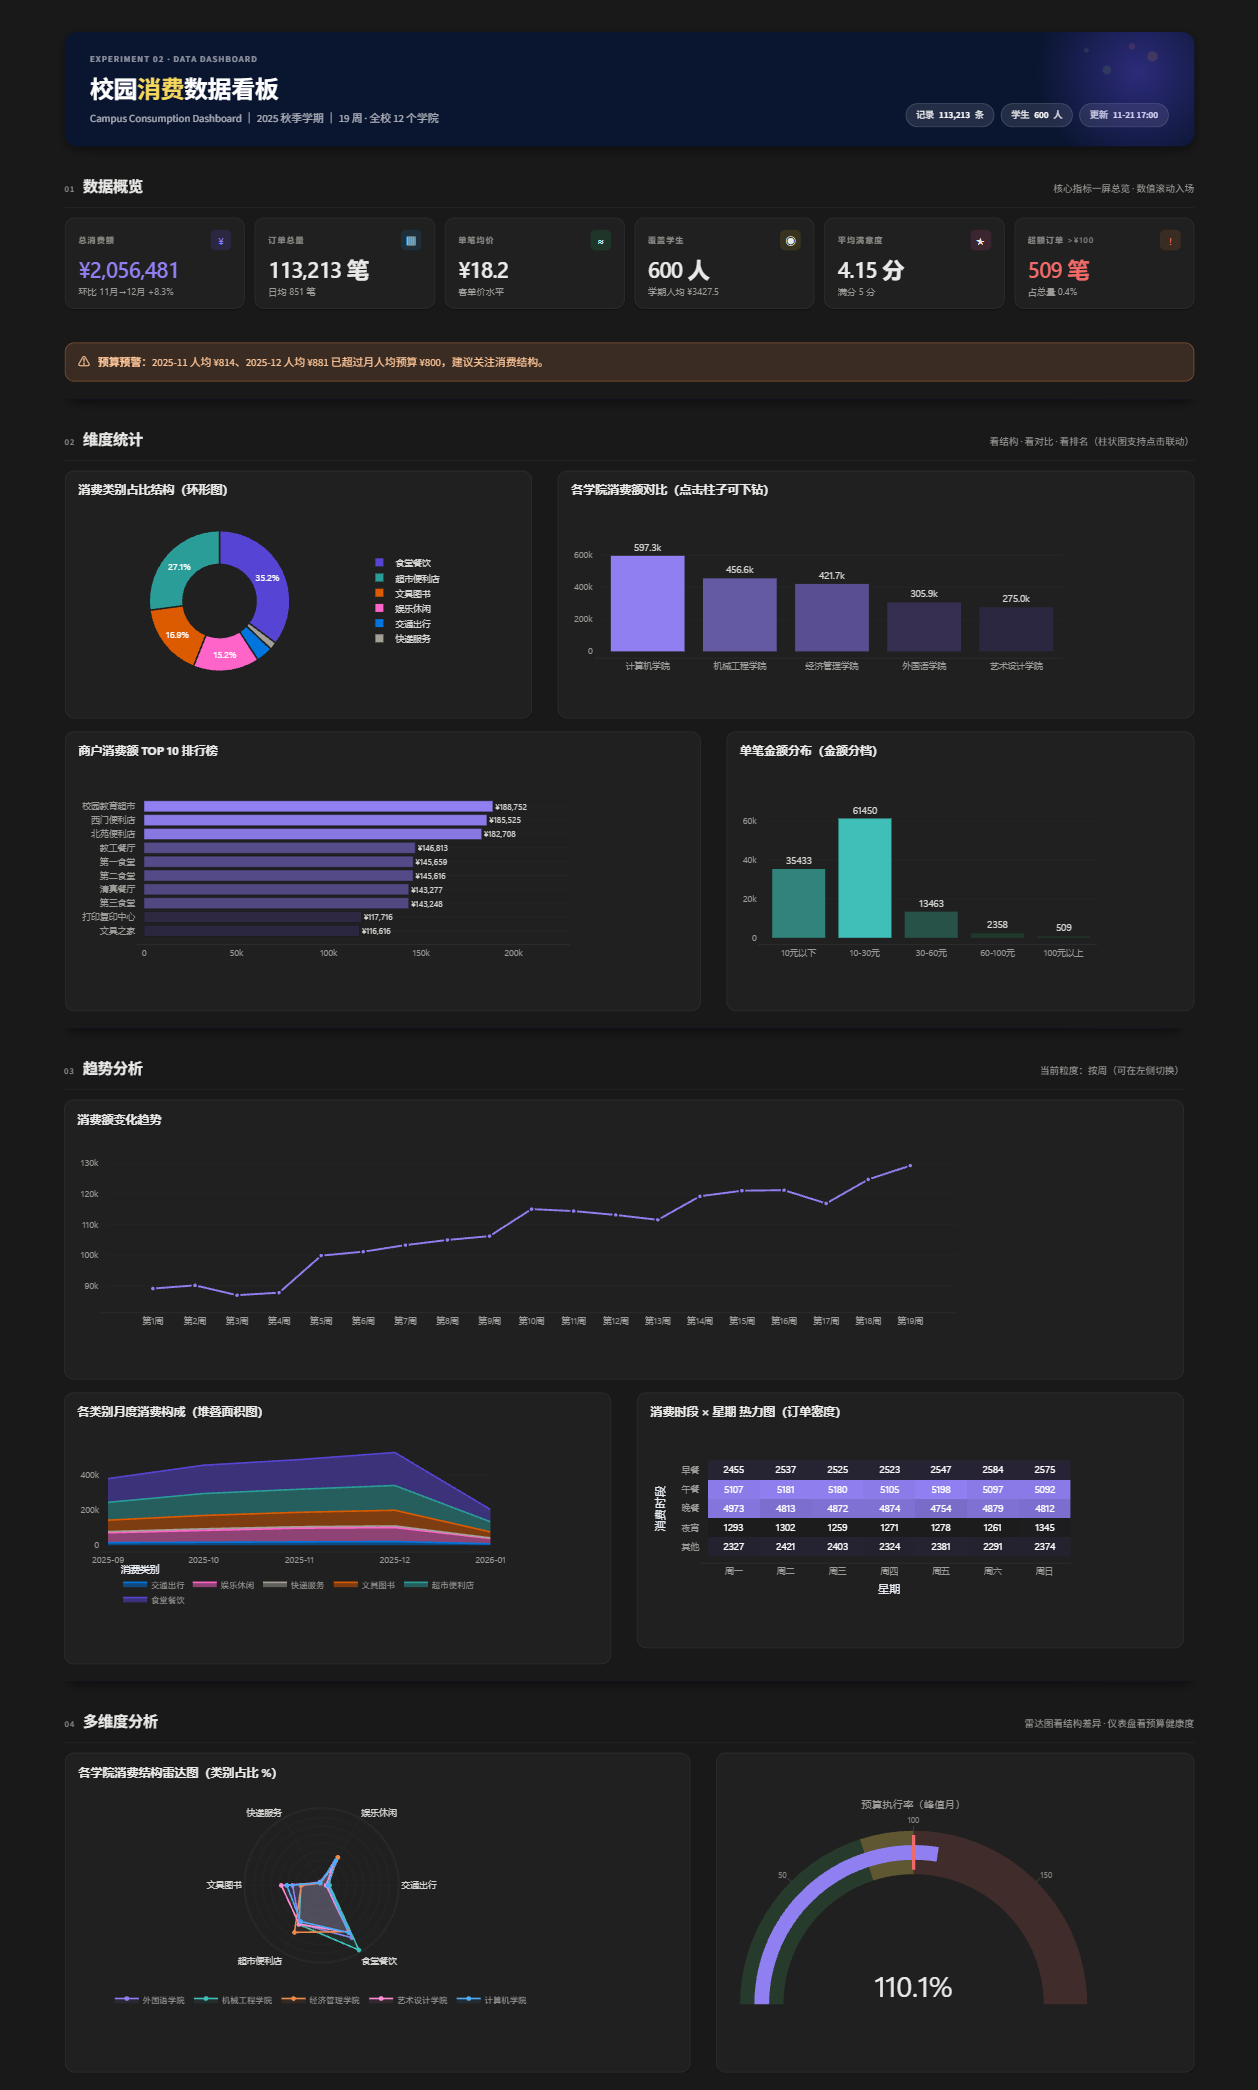 EXPERIMENT 02 · DATA DASHBOARD
校园消费数据看板
Campus Consumption Dashboard ｜ 2025 秋季学期 ｜ 19 周 · 全校 12 个学院
记录 113,213 条
学生 600 人
更新 11-21 17:00
01 数据概览
核心指标一屏总览 · 数值滚动入场
总消费额 ¥
¥2,056,481
环比 11月→12月 +8.3%
订单总量
113,213 笔
日均 851 笔
单笔均价 ≈
¥18.2
客单价水平
覆盖学生
600 人
学期人均 ¥3427.5
平均满意度 ★
4.15 分
满分 5 分
超额订单 >¥100 !
509 笔
占总量 0.4%
预算预警：2025-11 人均 ¥814、2025-12 人均 ¥881 已超过月人均预算 ¥800，建议关注消费结构。
02 维度统计
看结构 · 看对比 · 看排名（柱状图支持点击联动）
消费类别占比结构（环形图）
35.2%
27.1%
16.9%
15.2%
食堂餐饮
超市便利店
文具图书
娱乐休闲
交通出行
快递服务
各学院消费额对比（点击柱子可下钻）
600k
400k
200k
0
597.3k
456.6k
421.7k
305.9k
275.0k
计算机学院
机械工程学院
经济管理学院
外国语学院
艺术设计学院
商户消费额 TOP 10 排行榜
校园教育超市 ¥188,752
西门便利店 ¥185,525
北苑便利店 ¥182,708
教工餐厅 ¥146,813
第一食堂 ¥145,659
第二食堂 ¥145,616
清真餐厅 ¥143,277
第三食堂 ¥143,248
打印复印中心 ¥117,716
文具之家 ¥116,616
0 50k 100k 150k 200k
单笔金额分布（金额分档）
60k
40k
20k
0
35433
61450
13463
2358
509
10元以下 10-30元 30-60元 60-100元 100元以上
03 趋势分析
当前粒度：按周（可在左侧切换）
消费额变化趋势
130k
120k
110k
100k
90k
第1周 第2周 第3周 第4周 第5周 第6周 第7周 第8周 第9周 第10周 第11周 第12周 第13周 第14周 第15周 第16周 第17周 第18周 第19周
各类别月度消费构成（堆叠面积图）
400k
200k
0
2025-09 2025-10 2025-11 2025-12 2026-01
消费类别
交通出行 娱乐休闲 快递服务 文具图书 超市便利店
食堂餐饮
消费时段 × 星期 热力图（订单密度）
消费时段
早餐 2455 2537 2525 2523 2547 2584 2575
午餐 5107 5181 5180 5105 5198 5097 5092
晚餐 4973 4813 4872 4874 4754 4879 4812
夜宵 1293 1302 1259 1271 1278 1261 1345
其他 2327 2421 2403 2324 2381 2291 2374
周一 周二 周三 周四 周五 周六 周日
星期
04 多维度分析
雷达图看结构差异 · 仪表盘看预算健康度
各学院消费结构雷达图（类别占比 %）
快递服务
娱乐休闲
文具图书
交通出行
超市便利店
食堂餐饮
外国语学院 机械工程学院 经济管理学院 艺术设计学院 计算机学院
预算执行率（峰值月）
100
50
150
110.1%